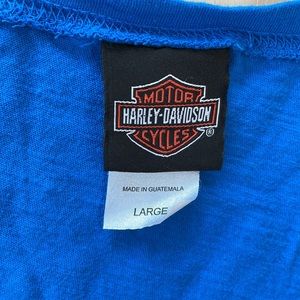 MOTOR
HARLEY-DAVIDSON
CYCLES
®
MADE IN GUATEMALA
LARGE